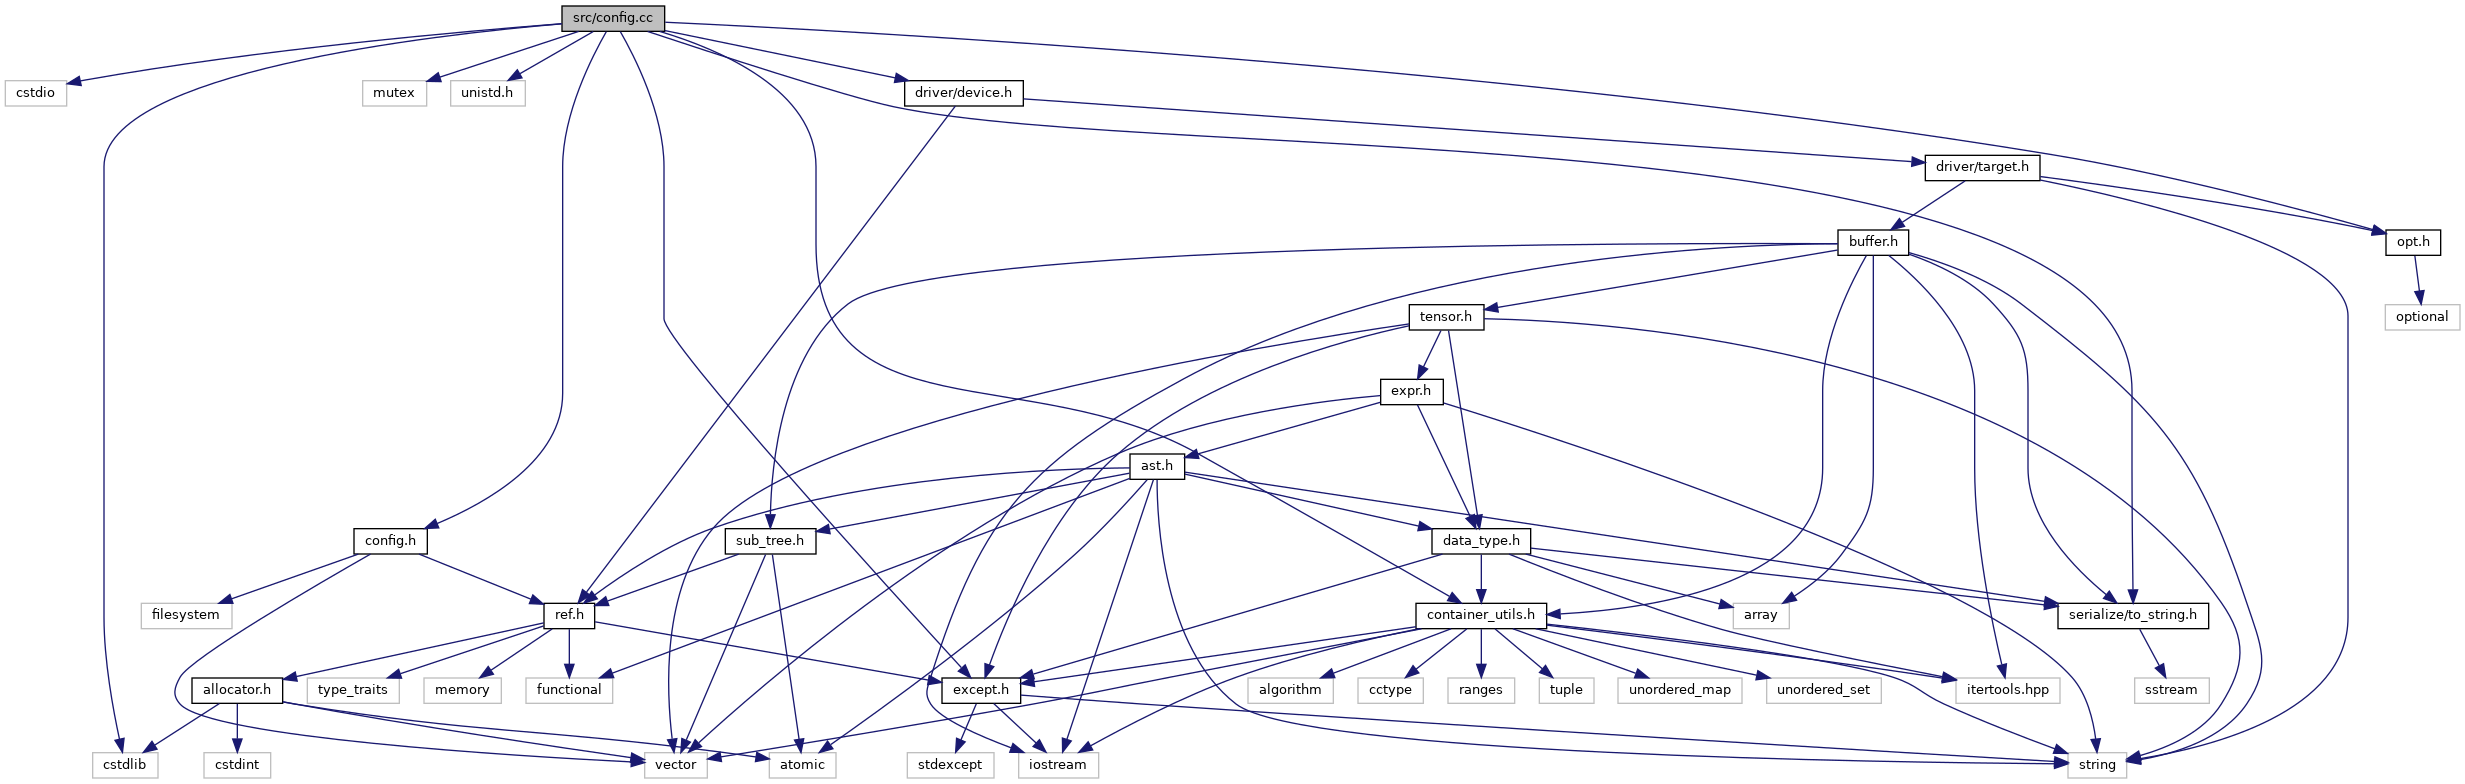 src/config.cc
cstdio
mutex
unistd.h
driver/device.h
driver/target.h
buffer.h
opt.h
tensor.h
optional
expr.h
ast.h
config.h
sub_tree.h
data_type.h
filesystem
ref.h
container_utils.h
array
serialize/to_string.h
allocator.h
type_traits
memory
functional
except.h
algorithm
cctype
ranges
tuple
unordered_map
unordered_set
itertools.hpp
sstream
cstdlib
cstdint
vector
atomic
stdexcept
iostream
string